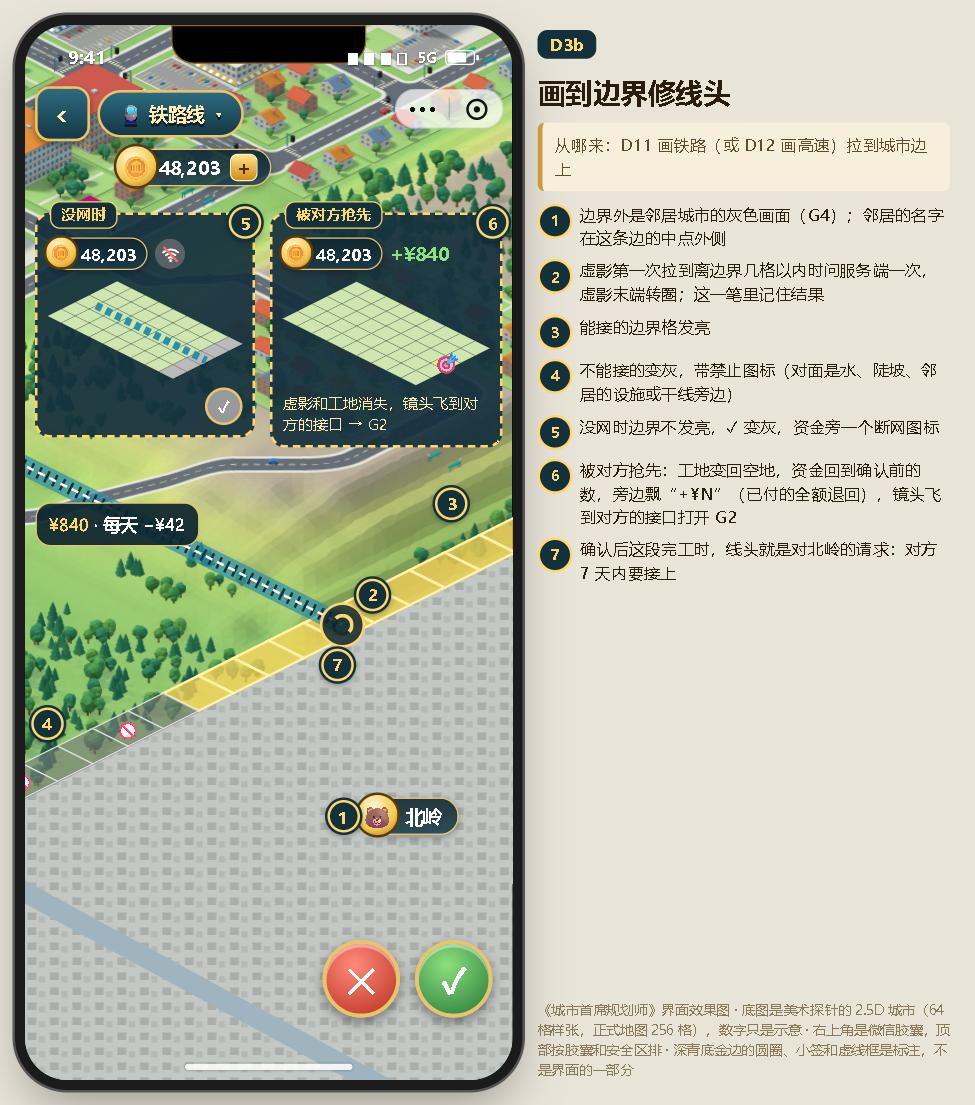 9:41
5G
‹
铁路线
48,203
+
没网时
5
48,203
✓
被对方抢先
6
48,203
+¥840
虚影和工地消失，镜头飞到对
方的接口 → G2
3
¥840 · 每天 −¥42
2
7
4
1
北岭
D3b
画到边界修线头
从哪来：D11 画铁路（或 D12 画高速）拉到城市边
上
1
边界外是邻居城市的灰色画面（G4）；邻居的名字
在这条边的中点外侧
2
虚影第一次拉到离边界几格以内时问服务端一次，
虚影末端转圈；这一笔里记住结果
3
能接的边界格发亮
4
不能接的变灰，带禁止图标（对面是水、陡坡、邻
居的设施或干线旁边）
5
没网时边界不发亮，✓ 变灰，资金旁一个断网图标
6
被对方抢先：工地变回空地，资金回到确认前的
数，旁边飘“+¥N”（已付的全额退回），镜头飞
到对方的接口打开 G2
7
确认后这段完工时，线头就是对北岭的请求：对方
7 天内要接上
《城市首席规划师》界面效果图 · 底图是美术探针的 2.5D 城市（64
格样张，正式地图 256 格），数字只是示意 · 右上角是微信胶囊，顶
部按胶囊和安全区排 · 深青底金边的圆圈、小签和虚线框是标注，不
是界面的一部分